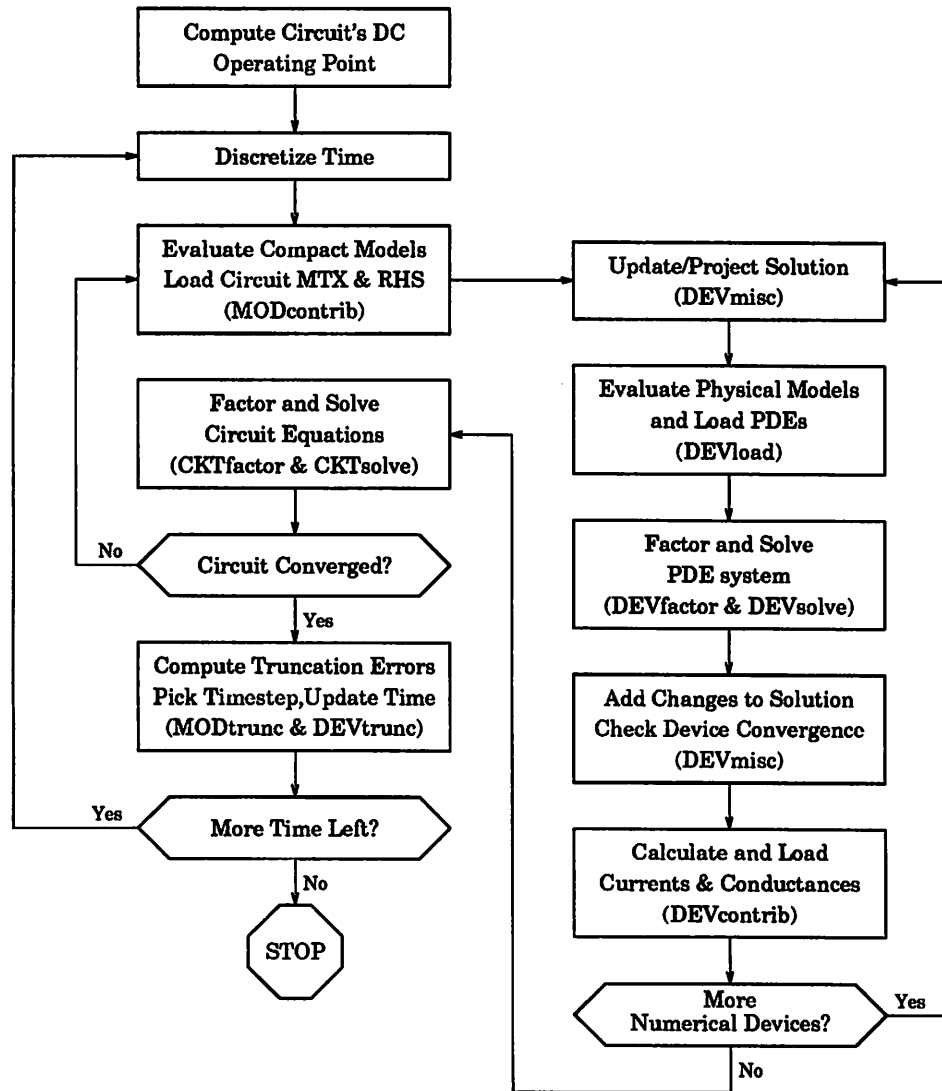 Compute Circuit's DC
Operating Point
Discretize Time
Evaluate Compact Models
Load Circuit MTX & RHS
(MODcontrib)
Factor and Solve
Circuit Equations
(CKTfactor & CKTsolve)
No
Circuit Converged?
Yes
Compute Truncation Errors
Pick Timestep,Update Time
(MODtrunc & DEVtrunc)
Yes
More Time Left?
No
STOP
Update/Project Solution
(DEVmisc)
Evaluate Physical Models
and Load PDEs
(DEVload)
Factor and Solve
PDE system
(DEVfactor & DEVsolve)
Add Changes to Solution
Check Device Convergence
(DEVmisc)
Calculate and Load
Currents & Conductances
(DEVcontrib)
More
Numerical Devices?
Yes
No